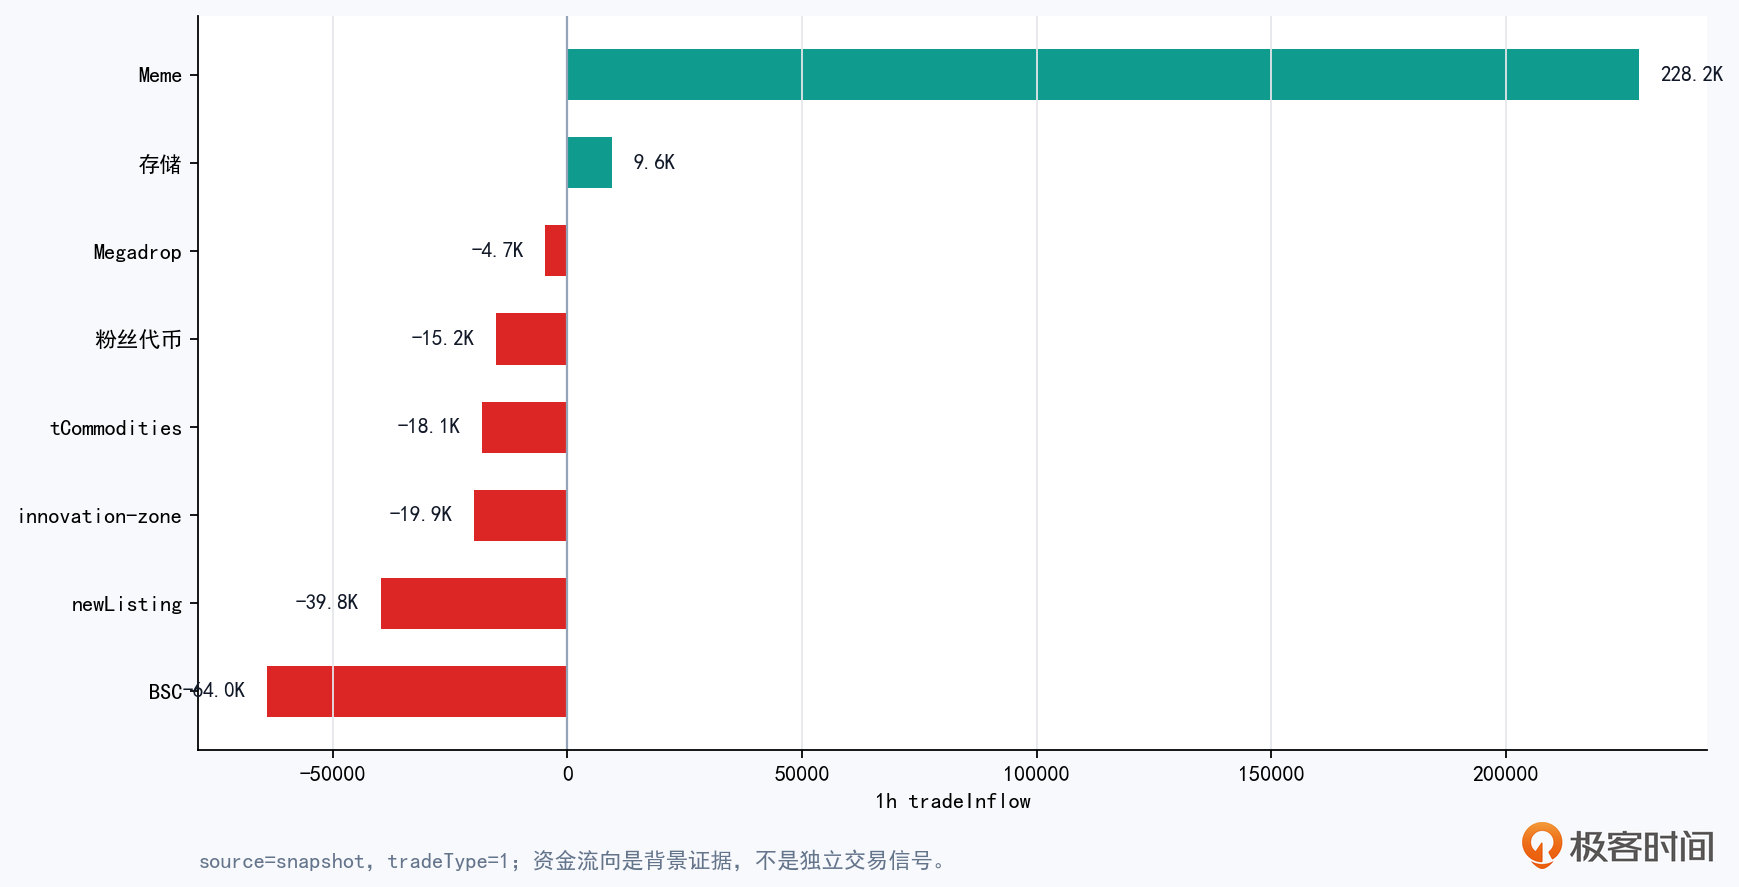 Meme 228.2K
存储 9.6K
Megadrop -4.7K
粉丝代币 -15.2K
tCommodities -18.1K
innovation-zone -19.9K
newListing -39.8K
BSC -64.0K
-50000 0 50000 100000 150000 200000
1h tradeInflow
source=snapshot, tradeType=1; 资金流向是背景证据, 不是独立交易信号。
极客时间